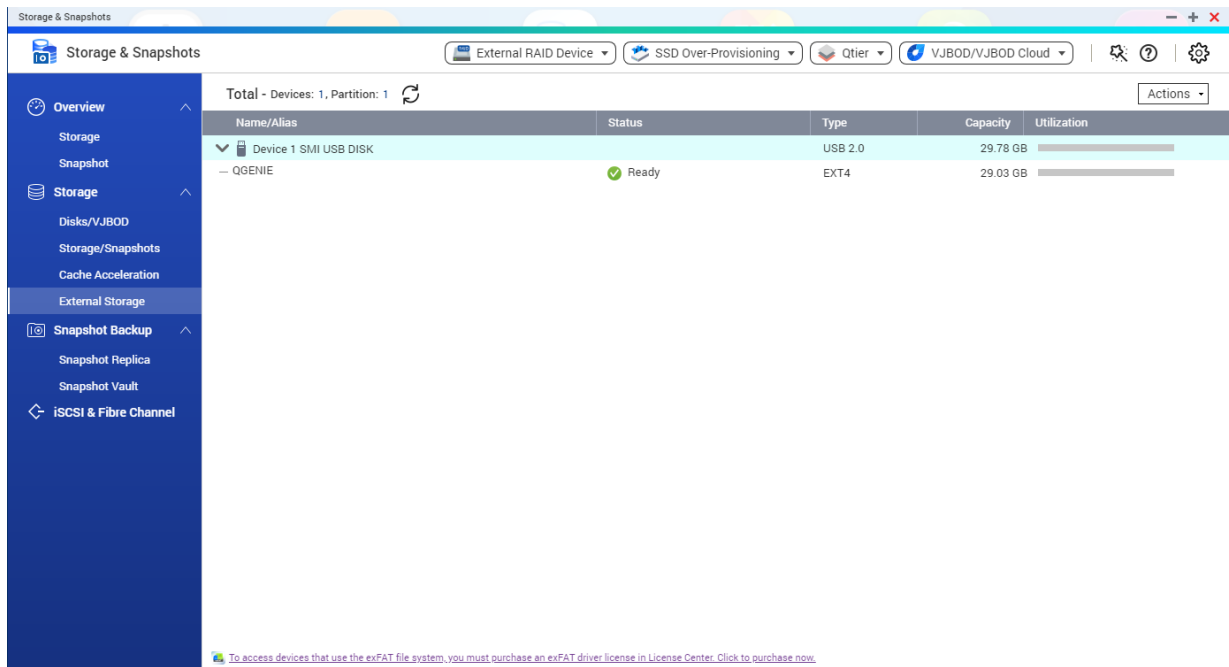 Storage & Snapshots
Storage & Snapshots
External RAID Device
SSD Over-Provisioning
Qtier
VJBOD/VJBOD Cloud
Overview
Storage
Snapshot
Storage
Disks/VJBOD
Storage/Snapshots
Cache Acceleration
External Storage
Snapshot Backup
Snapshot Replica
Snapshot Vault
iSCSI & Fibre Channel
Total - Devices: 1, Partition: 1
Actions
Name/Alias Status Type Capacity Utilization
Device 1 SMI USB DISK USB 2.0 29.78 GB
QGENIE Ready EXT4 29.03 GB
To access devices that use the exFAT file system, you must purchase an exFAT driver license in License Center. Click to purchase now.